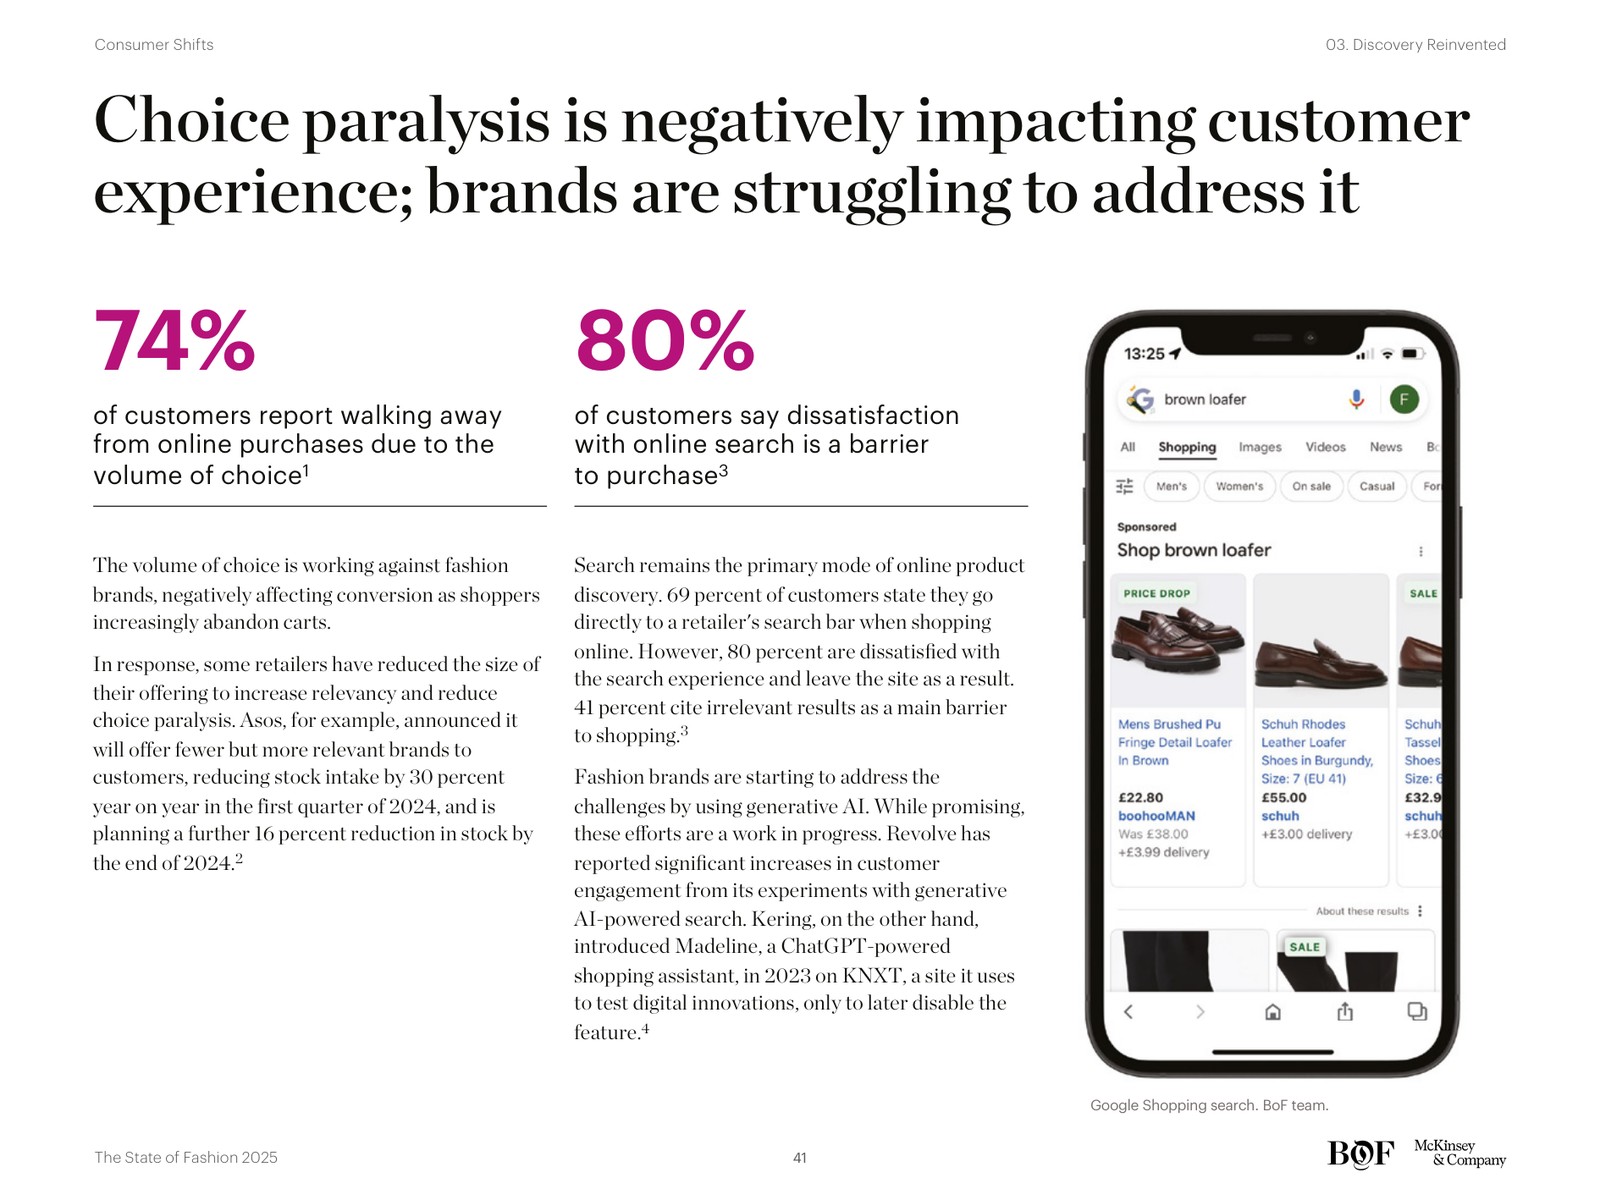 Consumer Shifts
03. Discovery Reinvented
Choice paralysis is negatively impacting customer
experience; brands are struggling to address it
74%
of customers report walking away
from online purchases due to the
volume of choice1
The volume of choice is working against fashion
brands, negatively affecting conversion as shoppers
increasingly abandon carts.
In response, some retailers have reduced the size of
their offering to increase relevancy and reduce
choice paralysis. Asos, for example, announced it
will offer fewer but more relevant brands to
customers, reducing stock intake by 30 percent
year on year in the first quarter of 2024, and is
planning a further 16 percent reduction in stock by
the end of 2024.2
80%
of customers say dissatisfaction
with online search is a barrier
to purchase3
Search remains the primary mode of online product
discovery. 69 percent of customers state they go
directly to a retailer's search bar when shopping
online. However, 80 percent are dissatisfied with
the search experience and leave the site as a result.
41 percent cite irrelevant results as a main barrier
to shopping.3
Fashion brands are starting to address the
challenges by using generative AI. While promising,
these efforts are a work in progress. Revolve has
reported significant increases in customer
engagement from its experiments with generative
AI-powered search. Kering, on the other hand,
introduced Madeline, a ChatGPT-powered
shopping assistant, in 2023 on KNXT, a site it uses
to test digital innovations, only to later disable the
feature.4
13:25
brown loafer
F
All Shopping Images Videos News Bo
Men's Women's On sale Casual For
Sponsored
Shop brown loafer
PRICE DROP
SALE
Mens Brushed Pu
Fringe Detail Loafer
In Brown
£22.80
boohooMAN
Was £38.00
+£3.99 delivery
Schuh Rhodes
Leather Loafer
Shoes in Burgundy,
Size: 7 (EU 41)
£55.00
schuh
+£3.00 delivery
Schuh
Tassel
Shoes
Size: 6
£32.9
schuh
+£3.00
About these results
SALE
Google Shopping search. BoF team.
The State of Fashion 2025
41
BOF
McKinsey
& Company